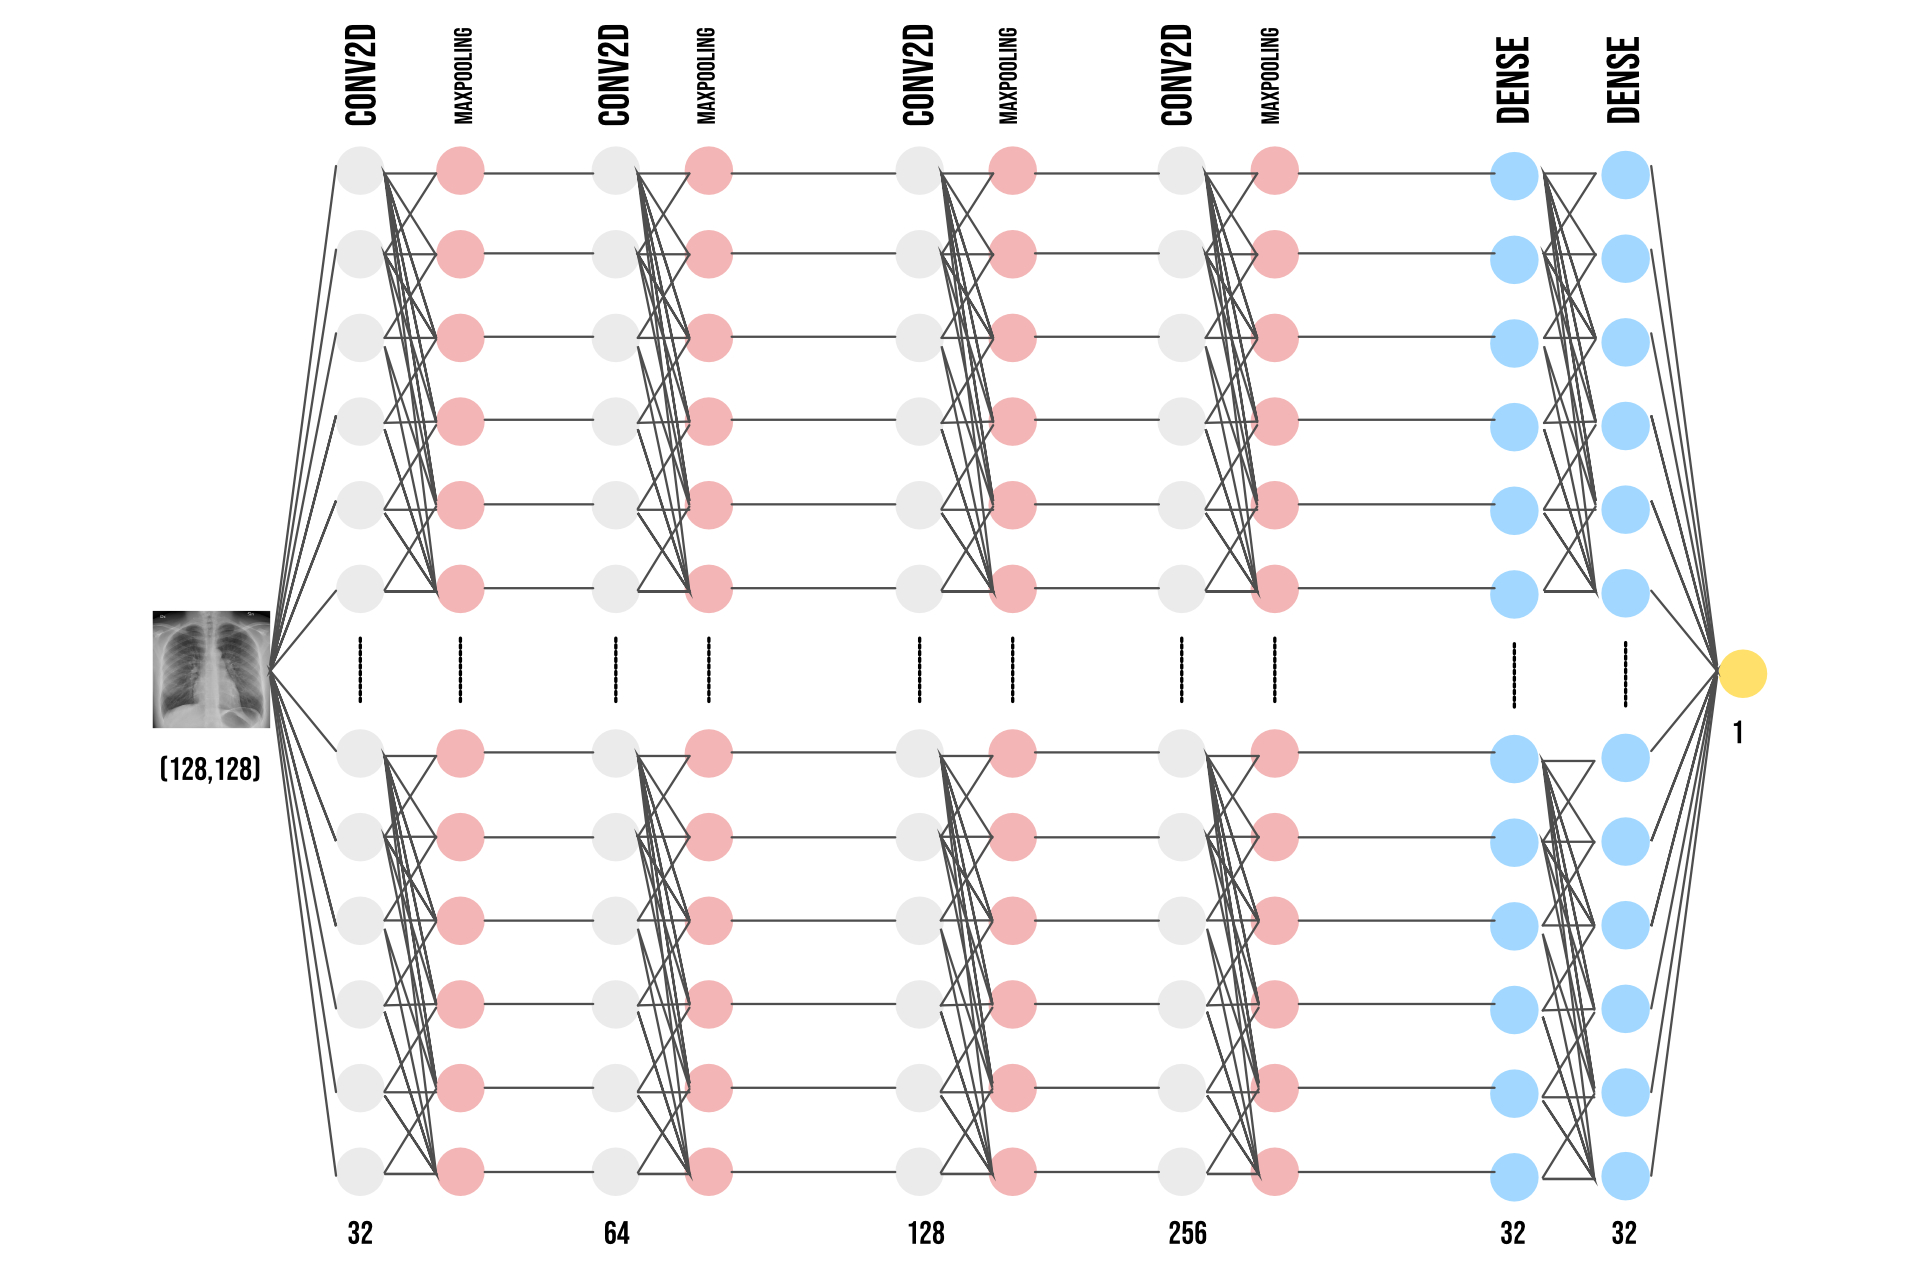 CONV2D
MAXPOOLING
CONV2D
MAXPOOLING
CONV2D
MAXPOOLING
CONV2D
MAXPOOLING
DENSE
DENSE
(128,128)
1
32
64
128
256
32
32